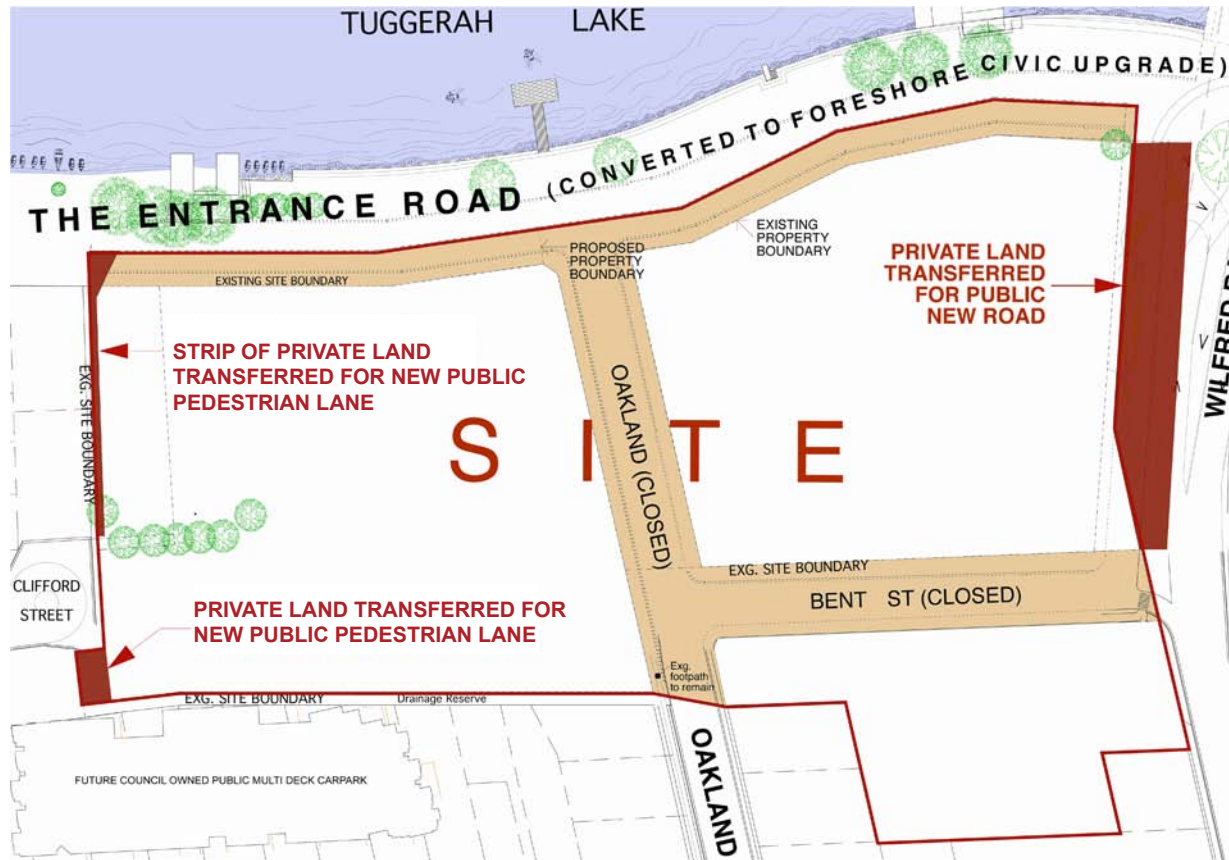 TUGGERAH LAKE
THE ENTRANCE ROAD (CONVERTED TO FORESHORE CIVIC UPGRADE)
EXISTING
PROPERTY
BOUNDARY
PROPOSED
PROPERTY
BOUNDARY
PRIVATE LAND
TRANSFERRED
FOR PUBLIC
NEW ROAD
EXISTING SITE BOUNDARY
WILFRED
STRIP OF PRIVATE LAND
TRANSFERRED FOR NEW PUBLIC
PEDESTRIAN LANE
EXG. SITE BOUNDARY
OAKLAND (CLOSED)
SITE
EXG. SITE BOUNDARY
CLIFFORD
STREET
BENT ST (CLOSED)
PRIVATE LAND TRANSFERRED FOR
NEW PUBLIC PEDESTRIAN LANE
Exg.
footpath
to remain
EXG. SITE BOUNDARY
Drainage Reserve
OAKLAND
FUTURE COUNCIL OWNED PUBLIC MULTI DECK CARPARK